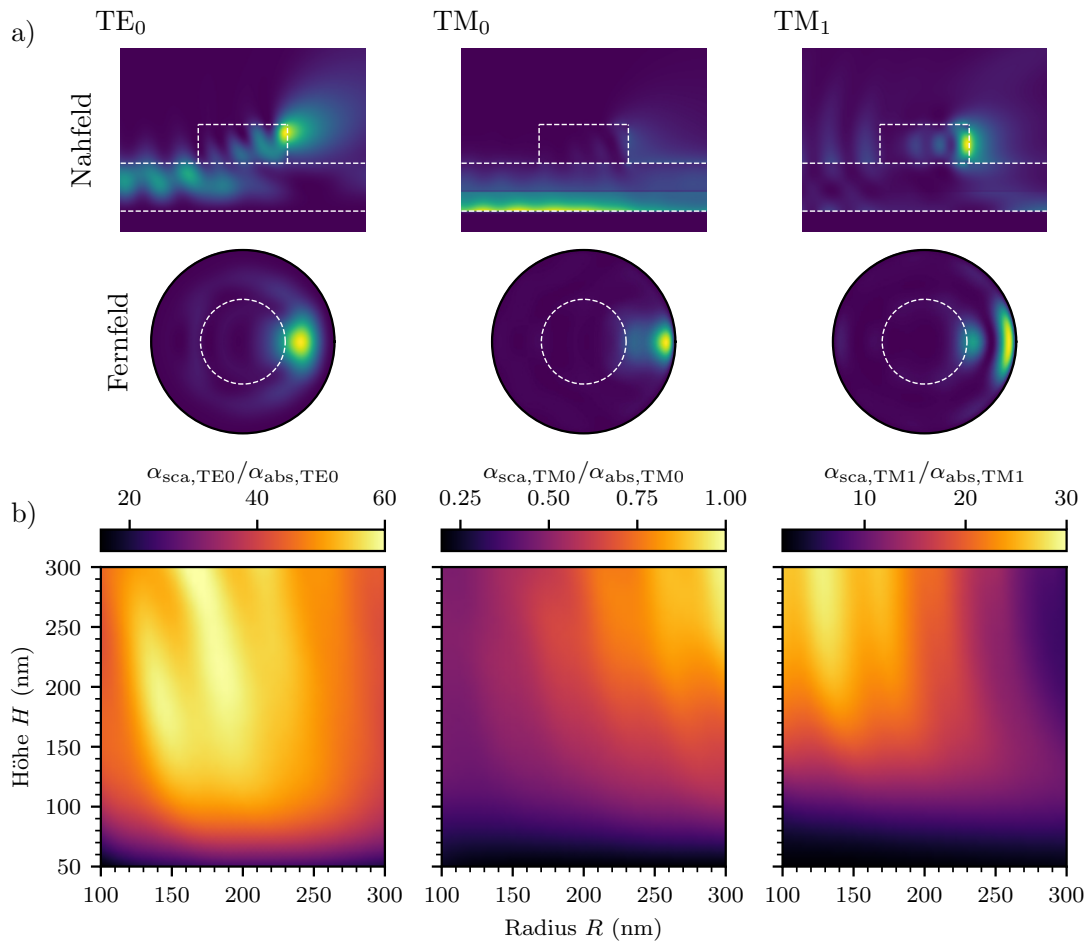 a)
TE0 TM0 TM1
Nahfeld
Fernfeld
b)
αsca,TE0/αabs,TE0 αsca,TM0/αabs,TM0 αsca,TM1/αabs,TM1
20 40 60 0.25 0.50 0.75 1.00 10 20 30
300
250
200
150
100
50
Höhe H (nm)
100 150 200 250 300 100 150 200 250 300 100 150 200 250 300
Radius R (nm)